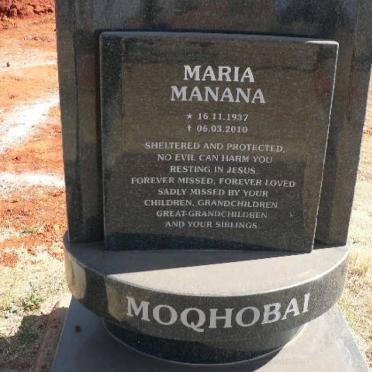 MARIA
MANANA
* 16.11.1937
† 06.03.2010
SHELTERED AND PROTECTED,
NO EVIL CAN HARM YOU
RESTING IN JESUS
FOREVER MISSED, FOREVER LOVED
SADLY MISSED BY YOUR
CHILDREN, GRANDCHILDREN
GREAT-GRANDCHILDREN
AND YOUR SIBLINGS
MOQHOBAI